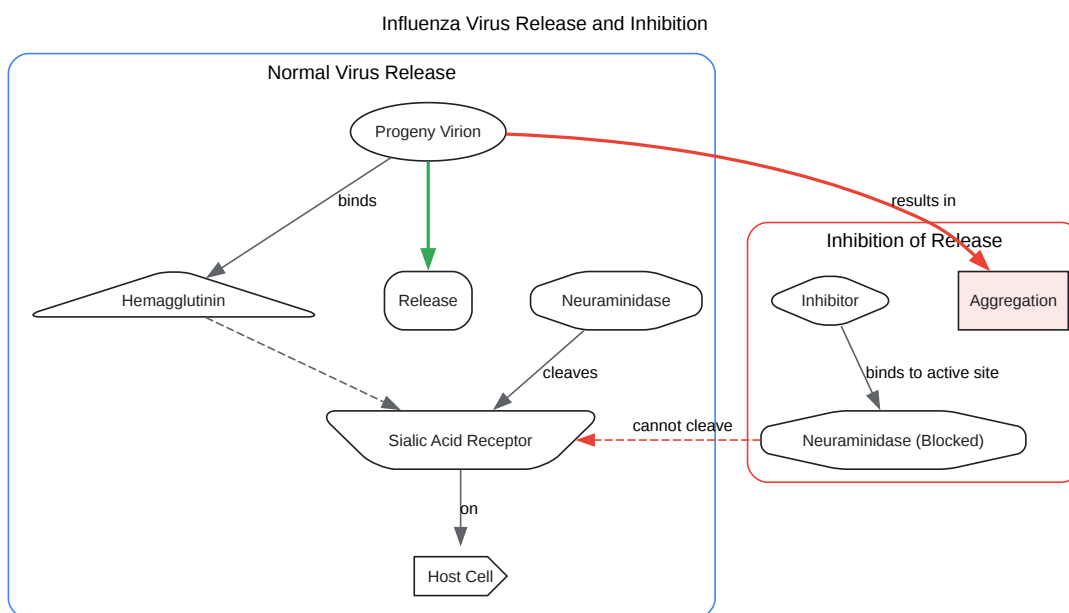 Influenza Virus Release and Inhibition
Normal Virus Release
Progeny Virion
binds
results in
Inhibition of Release
Hemagglutinin
Release
Neuraminidase
Inhibitor
Aggregation
cleaves
binds to active site
Sialic Acid Receptor
cannot cleave
Neuraminidase (Blocked)
on
Host Cell